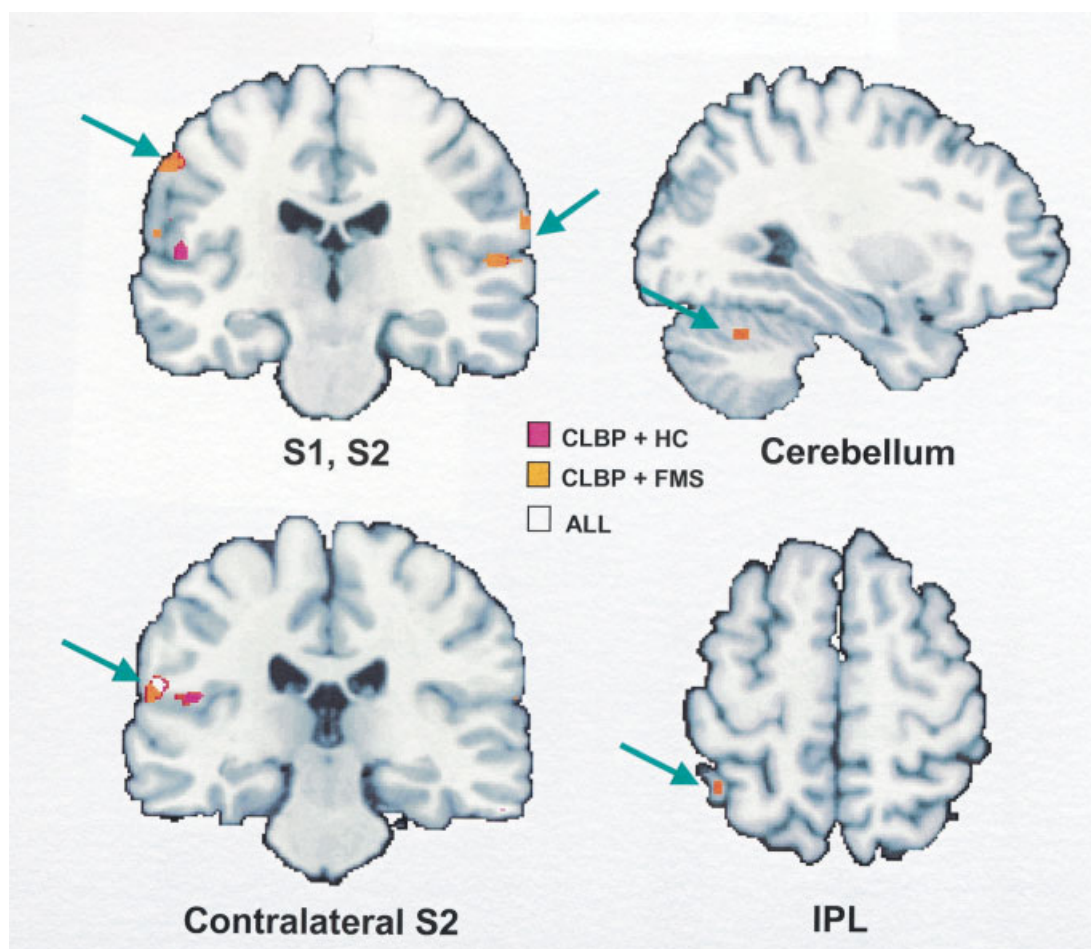 S1, S2
Cerebellum
CLBP + HC
CLBP + FMS
ALL
Contralateral S2
IPL